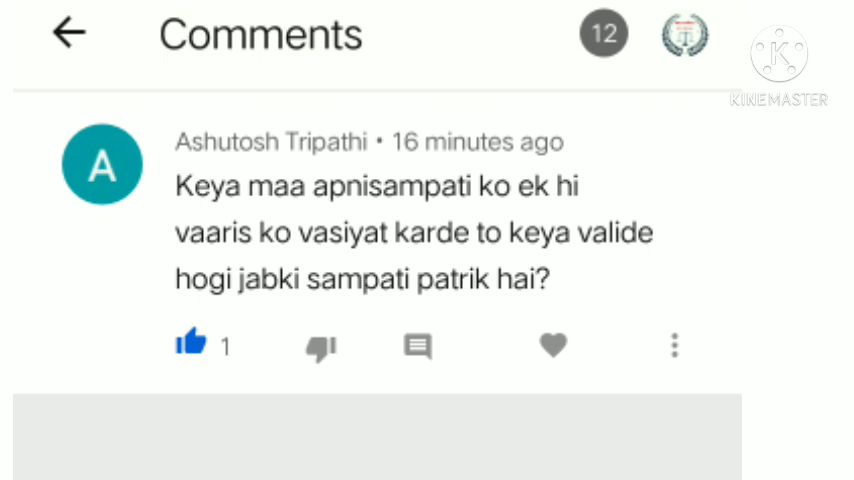 Comments
12
K
KINEMASTER
A
Ashutosh Tripathi • 16 minutes ago
Keya maa apnisampati ko ek hi
vaaris ko vasiyat karde to keya valide
hogi jabki sampati patrik hai?
1